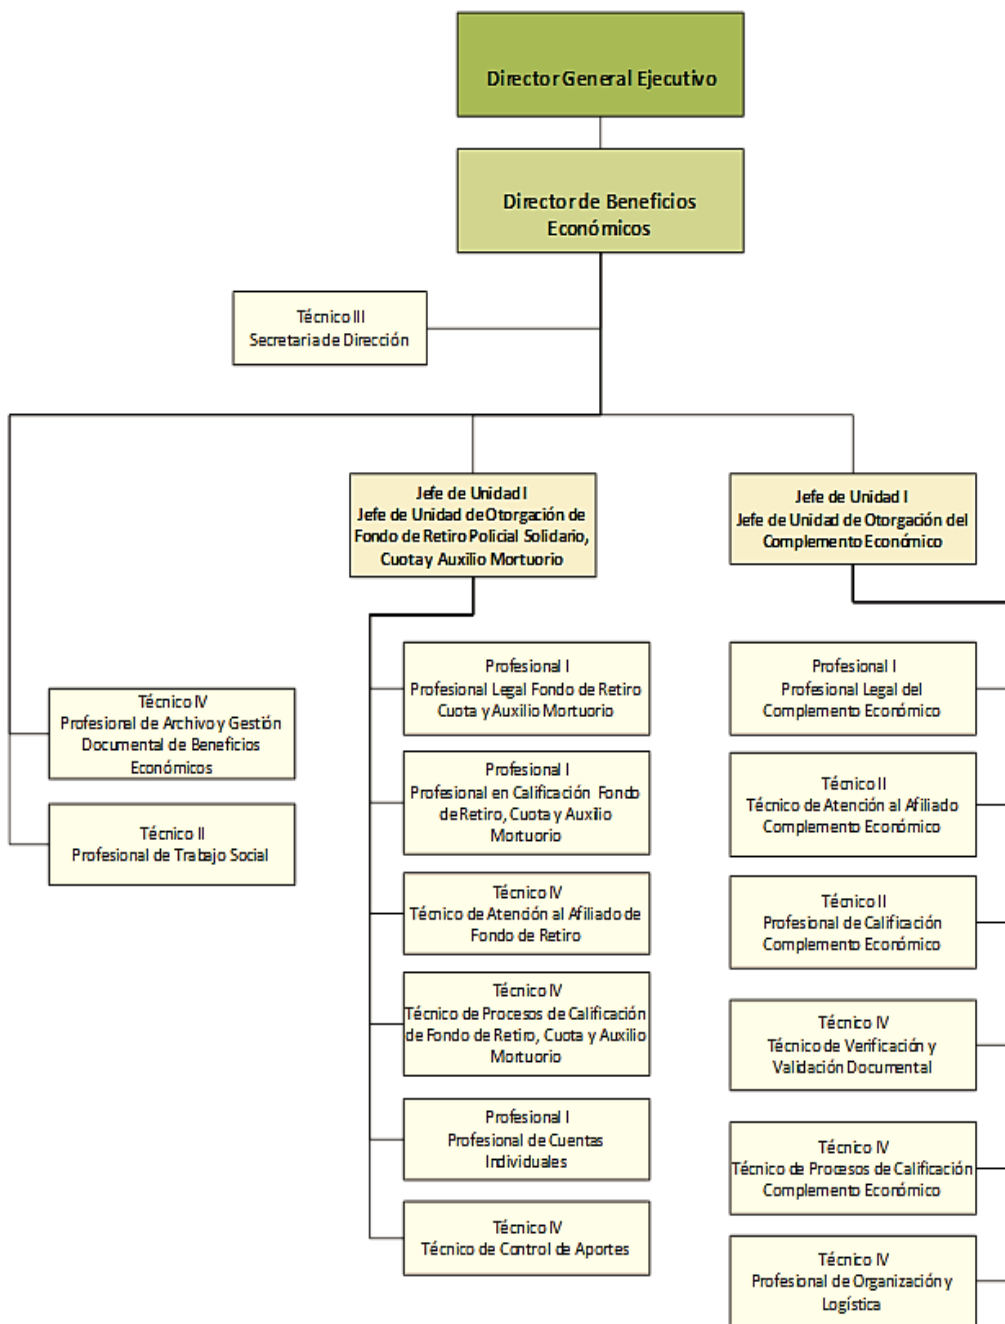 Director General Ejecutivo
Director de Beneficios
Económicos
Técnico III
Secretaria de Dirección
Jefe de Unidad I
Jefe de Unidad de Otorgación de
Fondo de Retiro Policial Solidario,
Cuota y Auxilio Mortuorio
Jefe de Unidad I
Jefe de Unidad de Otorgación del
Complemento Económico
Técnico IV
Profesional de Archivo y Gestión
Documental de Beneficios
Económicos
Técnico II
Profesional de Trabajo Social
Profesional I
Profesional Legal Fondo de Retiro
Cuota y Auxilio Mortuorio
Profesional I
Profesional en Calificación Fondo
de Retiro, Cuota y Auxilio
Mortuorio
Técnico IV
Técnico de Atención al Afiliado de
Fondo de Retiro
Técnico IV
Técnico de Procesos de Calificación
de Fondo de Retiro, Cuota y Auxilio
Mortuorio
Profesional I
Profesional de Cuentas
Individuales
Técnico IV
Técnico de Control de Aportes
Profesional I
Profesional Legal del
Complemento Económico
Técnico II
Técnico de Atención al Afiliado
Complemento Económico
Técnico II
Profesional de Calificación
Complemento Económico
Técnico IV
Técnico de Verificación y
Validación Documental
Técnico IV
Técnico de Procesos de Calificación
Complemento Económico
Técnico IV
Profesional de Organización y
Logística